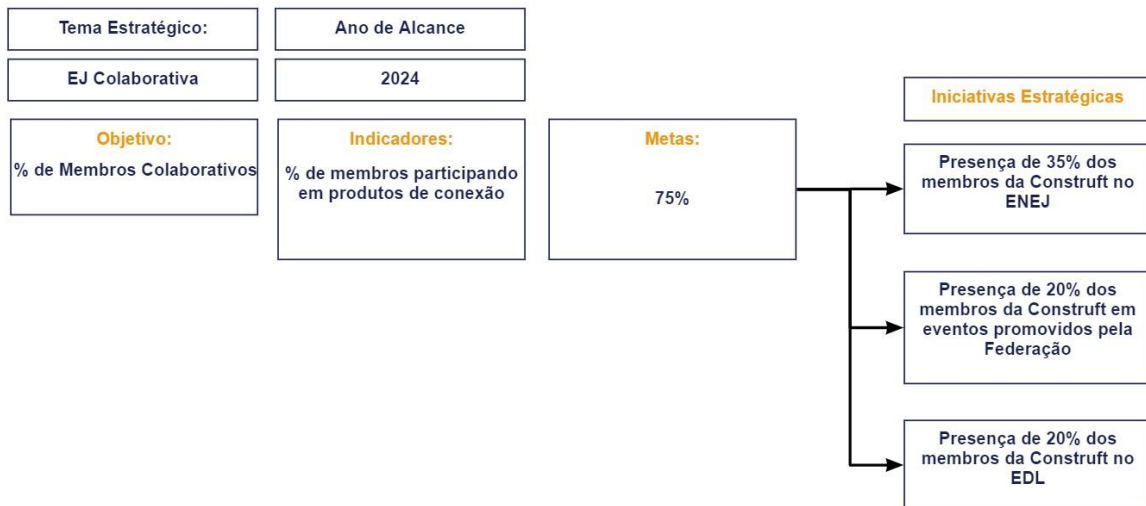 Tema Estratégico:
Ano de Alcance
EJ Colaborativa
2024
Iniciativas Estratégicas
Objetivo:
% de Membros Colaborativos
Indicadores:
% de membros participando
em produtos de conexão
Metas:
75%
Presença de 35% dos
membros da Construft no
ENEJ
Presença de 20% dos
membros da Construft em
eventos promovidos pela
Federação
Presença de 20% dos
membros da Construft no
EDL